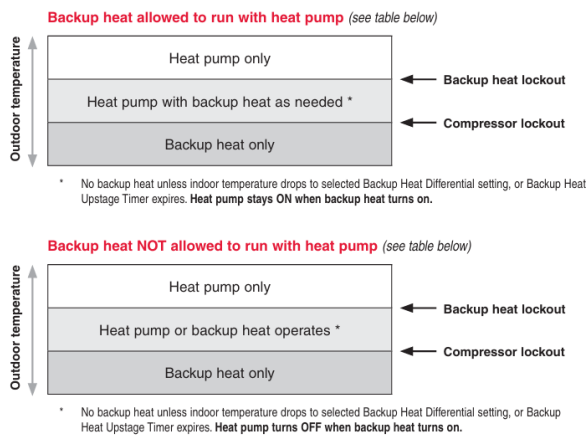 Backup heat allowed to run with heat pump (see table below)
Outdoor temperature
Heat pump only
Backup heat lockout
Heat pump with backup heat as needed *
Compressor lockout
Backup heat only
* No backup heat unless indoor temperature drops to selected Backup Heat Differential setting, or Backup Heat
Upstage Timer expires. Heat pump stays ON when backup heat turns on.
Backup heat NOT allowed to run with heat pump (see table below)
Outdoor temperature
Heat pump only
Backup heat lockout
Heat pump or backup heat operates *
Compressor lockout
Backup heat only
* No backup heat unless indoor temperature drops to selected Backup Heat Differential setting, or Backup
Heat Upstage Timer expires. Heat pump turns OFF when backup heat turns on.